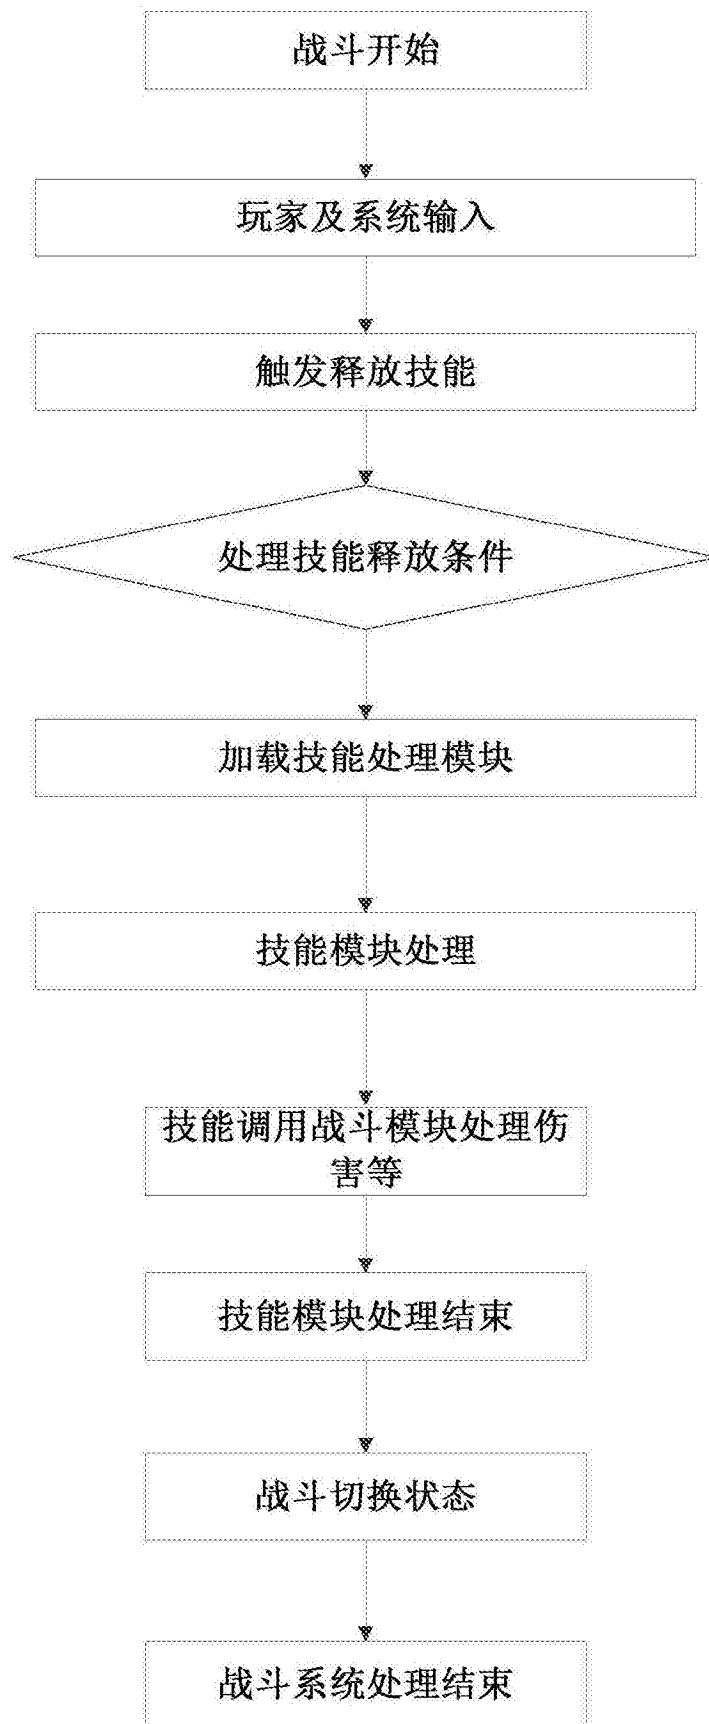 战斗开始
玩家及系统输入
触发释放技能
处理技能释放条件
加载技能处理模块
技能模块处理
技能调用战斗模块处理伤
害等
技能模块处理结束
战斗切换状态
战斗系统处理结束